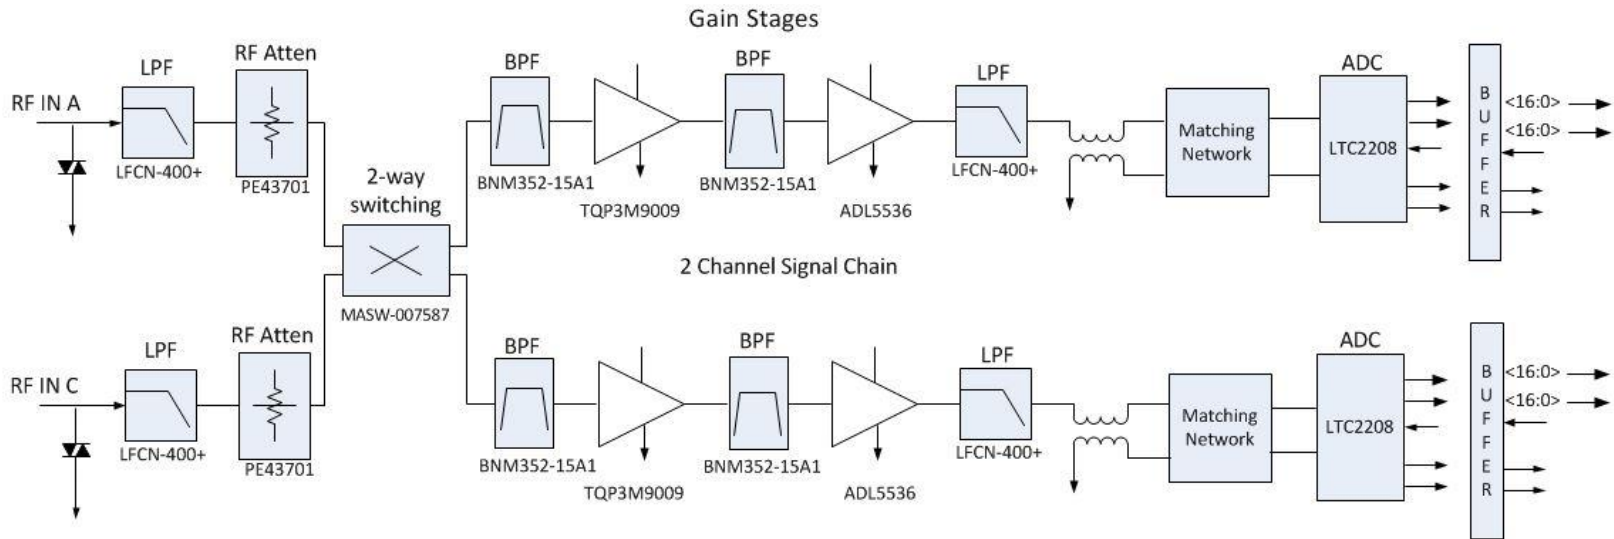 Gain Stages
RF IN A
LPF
LFCN-400+
RF Atten
PE43701
2-way
switching
MASW-007587
BPF
BNM352-15A1
TQP3M9009
BPF
BNM352-15A1
ADL5536
LPF
LFCN-400+
Matching
Network
ADC
LTC2208
BUFFER
<16:0>
<16:0>
2 Channel Signal Chain
RF IN C
LPF
LFCN-400+
RF Atten
PE43701
BPF
BNM352-15A1
TQP3M9009
BPF
BNM352-15A1
ADL5536
LPF
LFCN-400+
Matching
Network
ADC
LTC2208
BUFFER
<16:0>
<16:0>